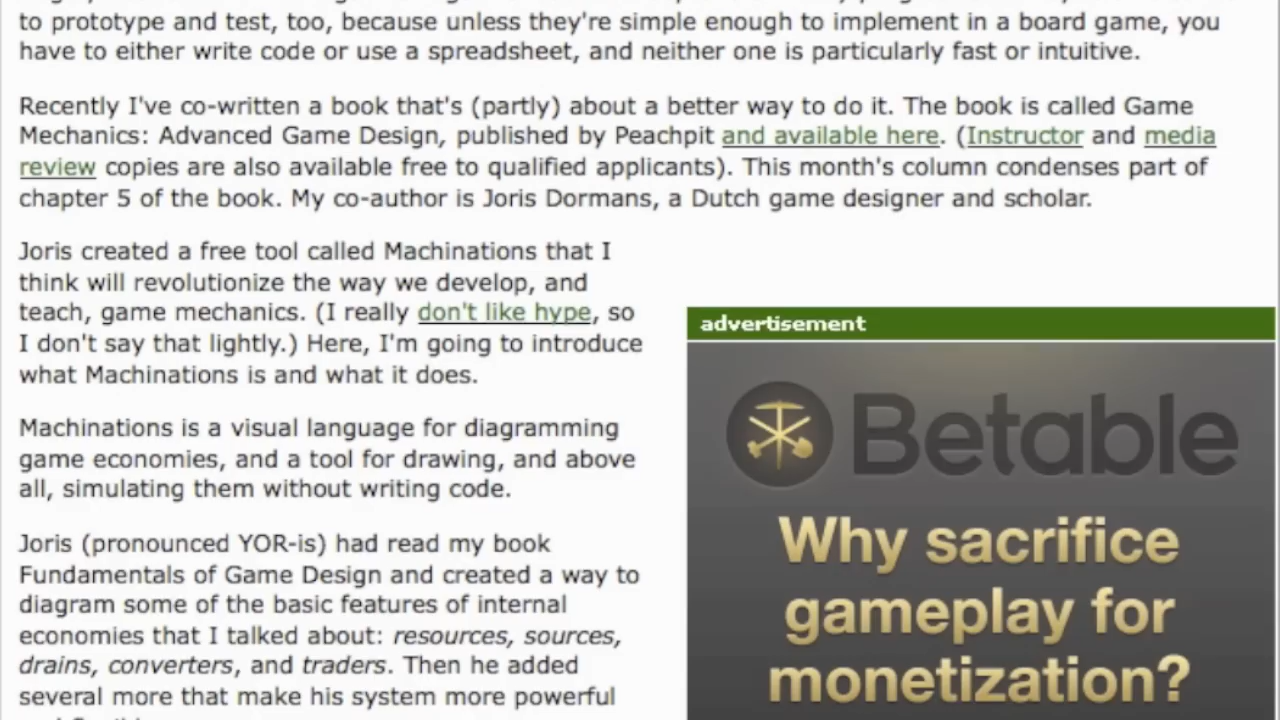 to prototype and test, too, because unless they're simple enough to implement in a board game, you
have to either write code or use a spreadsheet, and neither one is particularly fast or intuitive.
Recently I've co-written a book that's (partly) about a better way to do it. The book is called Game
Mechanics: Advanced Game Design, published by Peachpit and available here. (Instructor and media
review copies are also available free to qualified applicants). This month's column condenses part of
chapter 5 of the book. My co-author is Joris Dormans, a Dutch game designer and scholar.
Joris created a free tool called Machinations that I
think will revolutionize the way we develop, and
teach, game mechanics. (I really don't like hype, so
I don't say that lightly.) Here, I'm going to introduce
what Machinations is and what it does.
Machinations is a visual language for diagramming
game economies, and a tool for drawing, and above
all, simulating them without writing code.
Joris (pronounced YOR-is) had read my book
Fundamentals of Game Design and created a way to
diagram some of the basic features of internal
economies that I talked about: resources, sources,
drains, converters, and traders. Then he added
several more that make his system more powerful
advertisement
Betable
Why sacrifice
gameplay for
monetization?